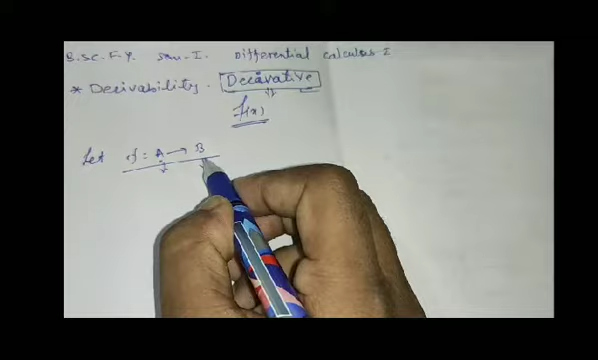 B.SC. F.Y. Sem-I. Differential calculus I
* Derivability. Derivative
f(x)
Let f: A → B